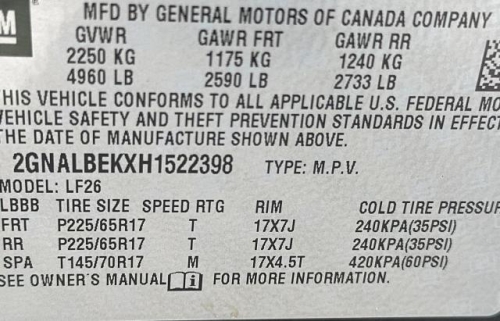 M
MFD BY GENERAL MOTORS OF CANADA COMPANY
GVWR GAWR FRT GAWR RR
2250 KG 1175 KG 1240 KG
4960 LB 2590 LB 2733 LB
THIS VEHICLE CONFORMS TO ALL APPLICABLE U.S. FEDERAL MO
VEHICLE SAFETY AND THEFT PREVENTION STANDARDS IN EFFECT
THE DATE OF MANUFACTURE SHOWN ABOVE.
2GNALBEKXH1522398 TYPE: M.P.V.
MODEL: LF26
LBBB TIRE SIZE SPEED RTG RIM COLD TIRE PRESSUR
FRT P225/65R17 T 17X7J 240KPA(35PSI)
RR P225/65R17 T 17X7J 240KPA(35PSI)
SPA T145/70R17 M 17X4.5T 420KPA(60PSI)
SEE OWNER'S MANUAL i FOR MORE INFORMATION.